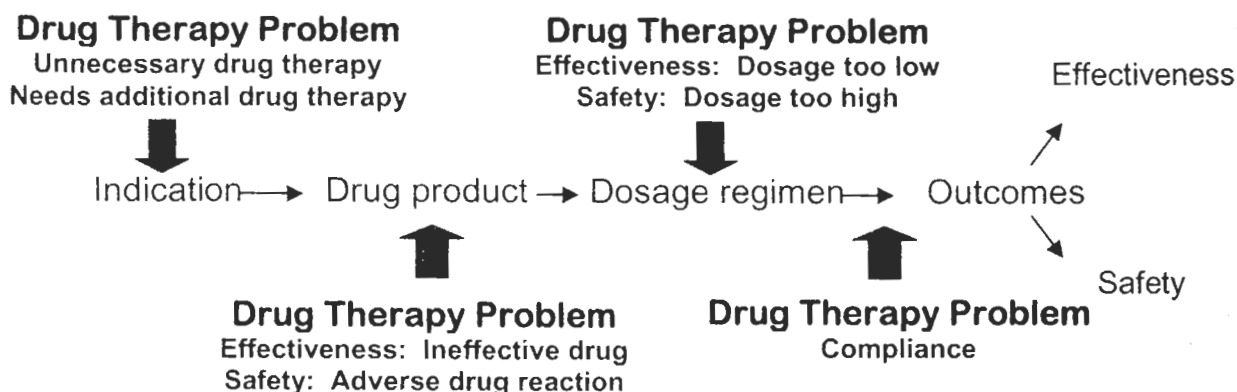 Drug Therapy Problem
Unnecessary drug therapy
Needs additional drug therapy
Drug Therapy Problem
Effectiveness: Dosage too low
Safety: Dosage too high
Effectiveness
Indication Drug product Dosage regimen Outcomes
Safety
Drug Therapy Problem
Effectiveness: Ineffective drug
Safety: Adverse drug reaction
Drug Therapy Problem
Compliance